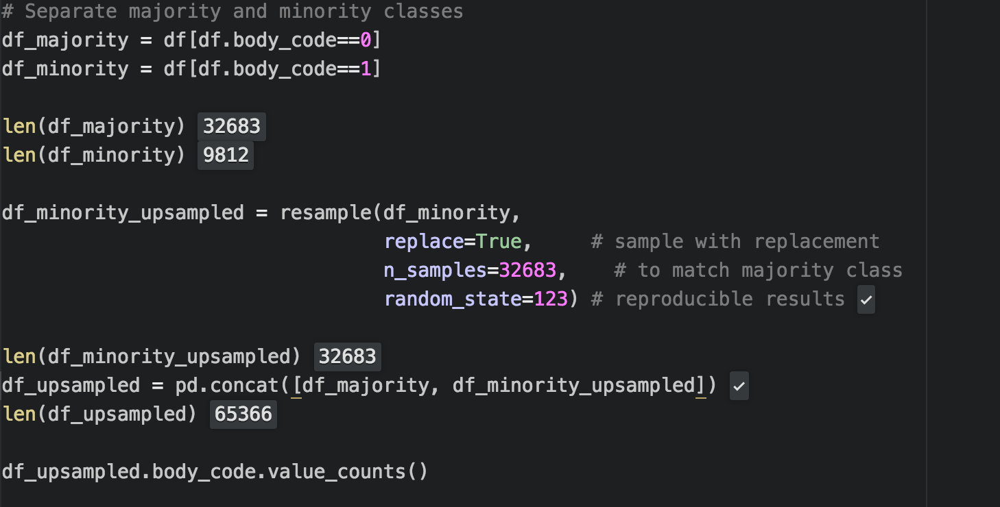 # Separate majority and minority classes
df_majority = df[df.body_code==0]
df_minority = df[df.body_code==1]
len(df_majority) 32683
len(df_minority) 9812
df_minority_upsampled = resample(df_minority,
replace=True, # sample with replacement
n_samples=32683, # to match majority class
random_state=123) # reproducible results ✓
len(df_minority_upsampled) 32683
df_upsampled = pd.concat([df_majority, df_minority_upsampled]) ✓
len(df_upsampled) 65366
df_upsampled.body_code.value_counts()